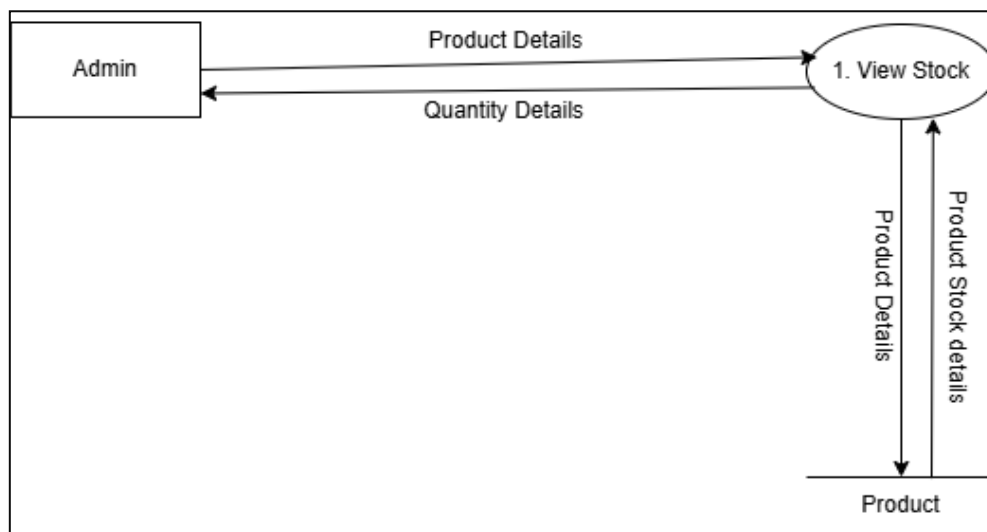 Product Details
Admin
1. View Stock
Quantity Details
Product Details
Product Stock details
Product